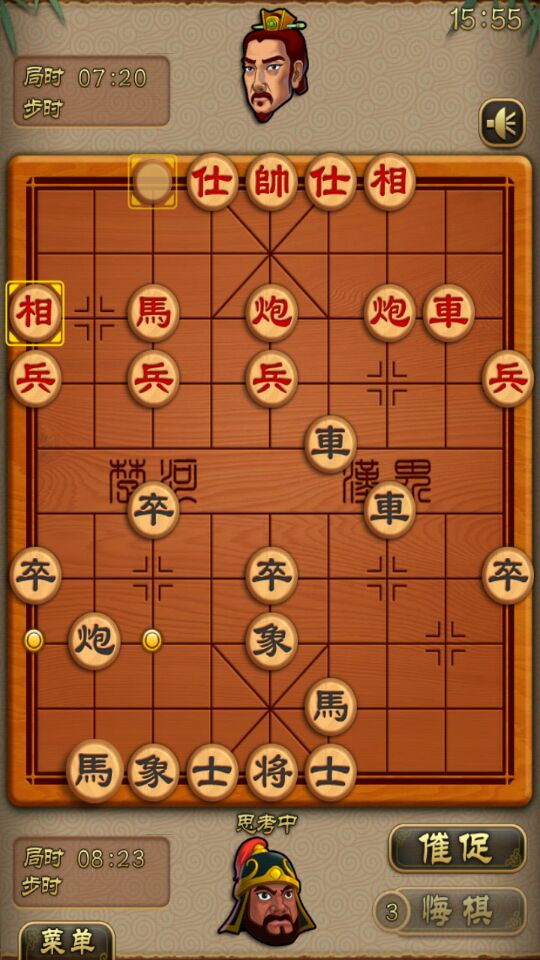 15:55
局时 07:20
步时
仕 帥 仕 相
相 馬 炮 炮 車
兵 兵 兵 兵
車
楚河 漢界
卒 車
卒 卒 卒
炮 象
馬
馬 象 士 将 士
思考中
局时 08:23
步时
催促
3 悔棋
菜单